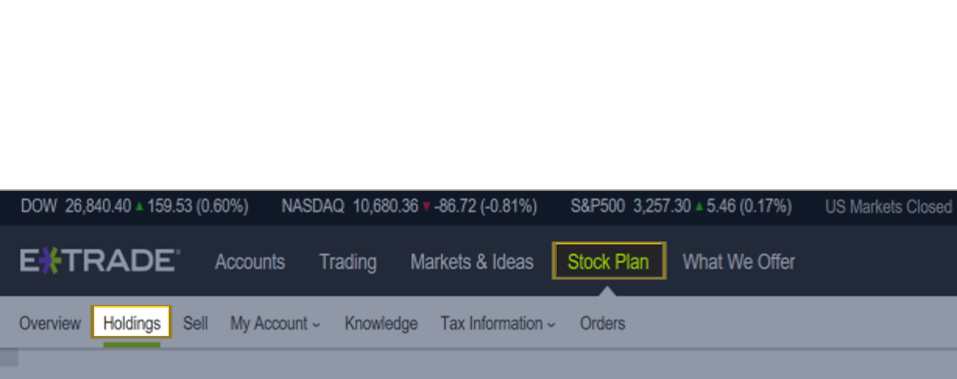 DOW 26,840.40 ▲ 159.53 (0.60%) NASDAQ 10,680.36 ▼ -86.72 (-0.81%) S&P500 3,257.30 ▲ 5.46 (0.17%) US Markets Closed
E*TRADE Accounts Trading Markets & Ideas Stock Plan What We Offer
Overview Holdings Sell My Account Knowledge Tax Information Orders